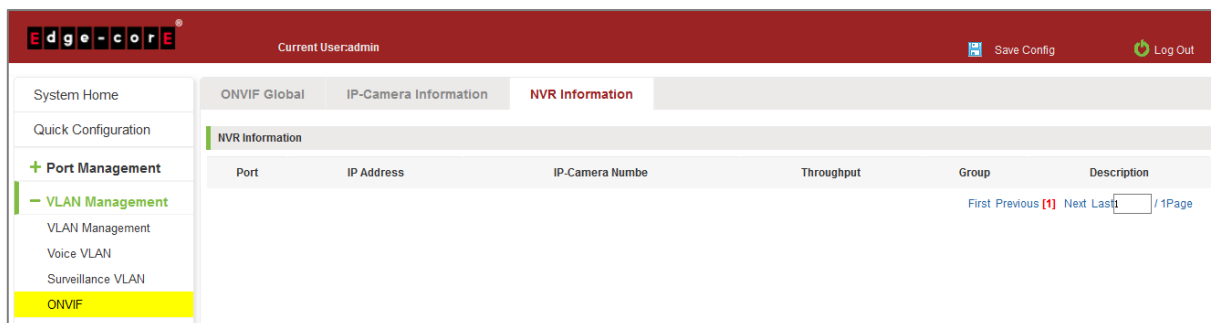 Edge-corE®
Current User:admin
Save Config
Log Out
System Home
Quick Configuration
+ Port Management
− VLAN Management
VLAN Management
Voice VLAN
Surveillance VLAN
ONVIF
ONVIF Global IP-Camera Information NVR Information
NVR Information
Port IP Address IP-Camera Numbe Throughput Group Description
First Previous [1] Next Last 1 / 1Page